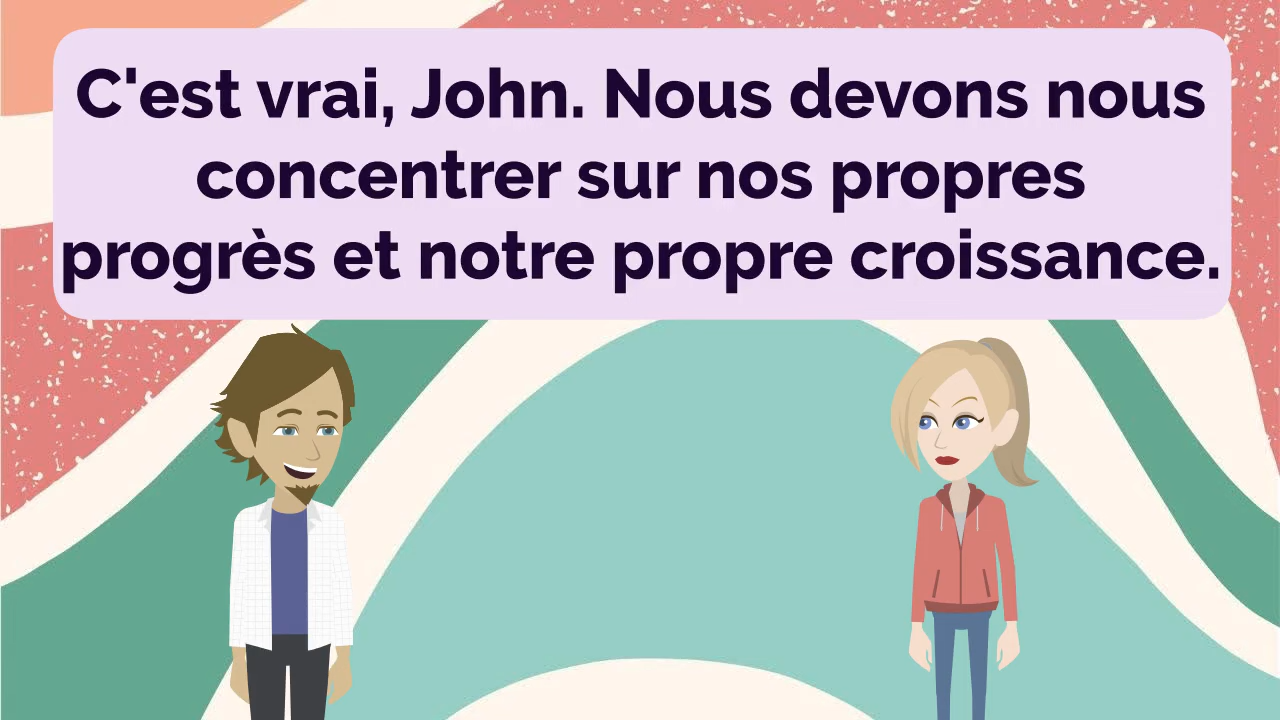 C'est vrai, John. Nous devons nous
concentrer sur nos propres
progrès et notre propre croissance.